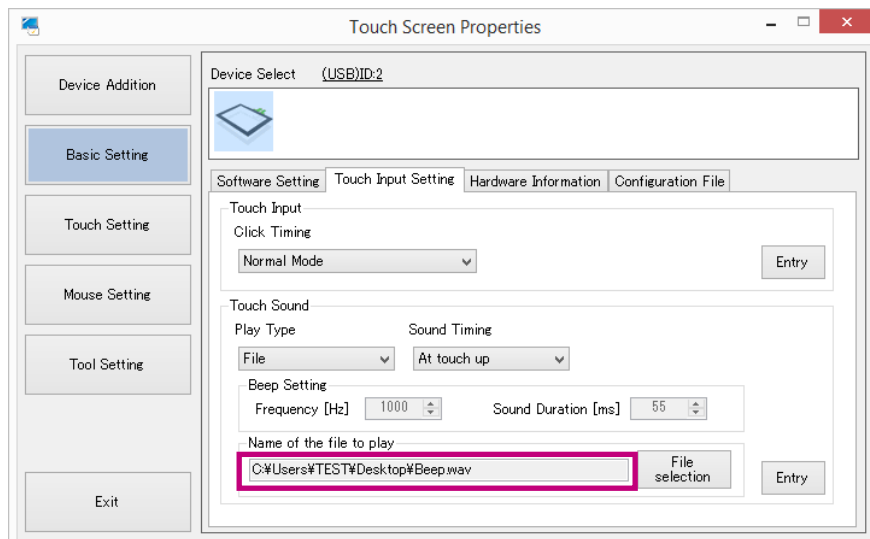 Touch Screen Properties
Device Addition
Basic Setting
Touch Setting
Mouse Setting
Tool Setting
Exit
Device Select (USB)ID:2
Software Setting Touch Input Setting Hardware Information Configuration File
Touch Input
Click Timing
Normal Mode
Entry
Touch Sound
Play Type Sound Timing
File At touch up
Beep Setting
Frequency [Hz] 1000 Sound Duration [ms] 55
Name of the file to play
C:¥Users¥TEST¥Desktop¥Beep.wav
File
selection
Entry